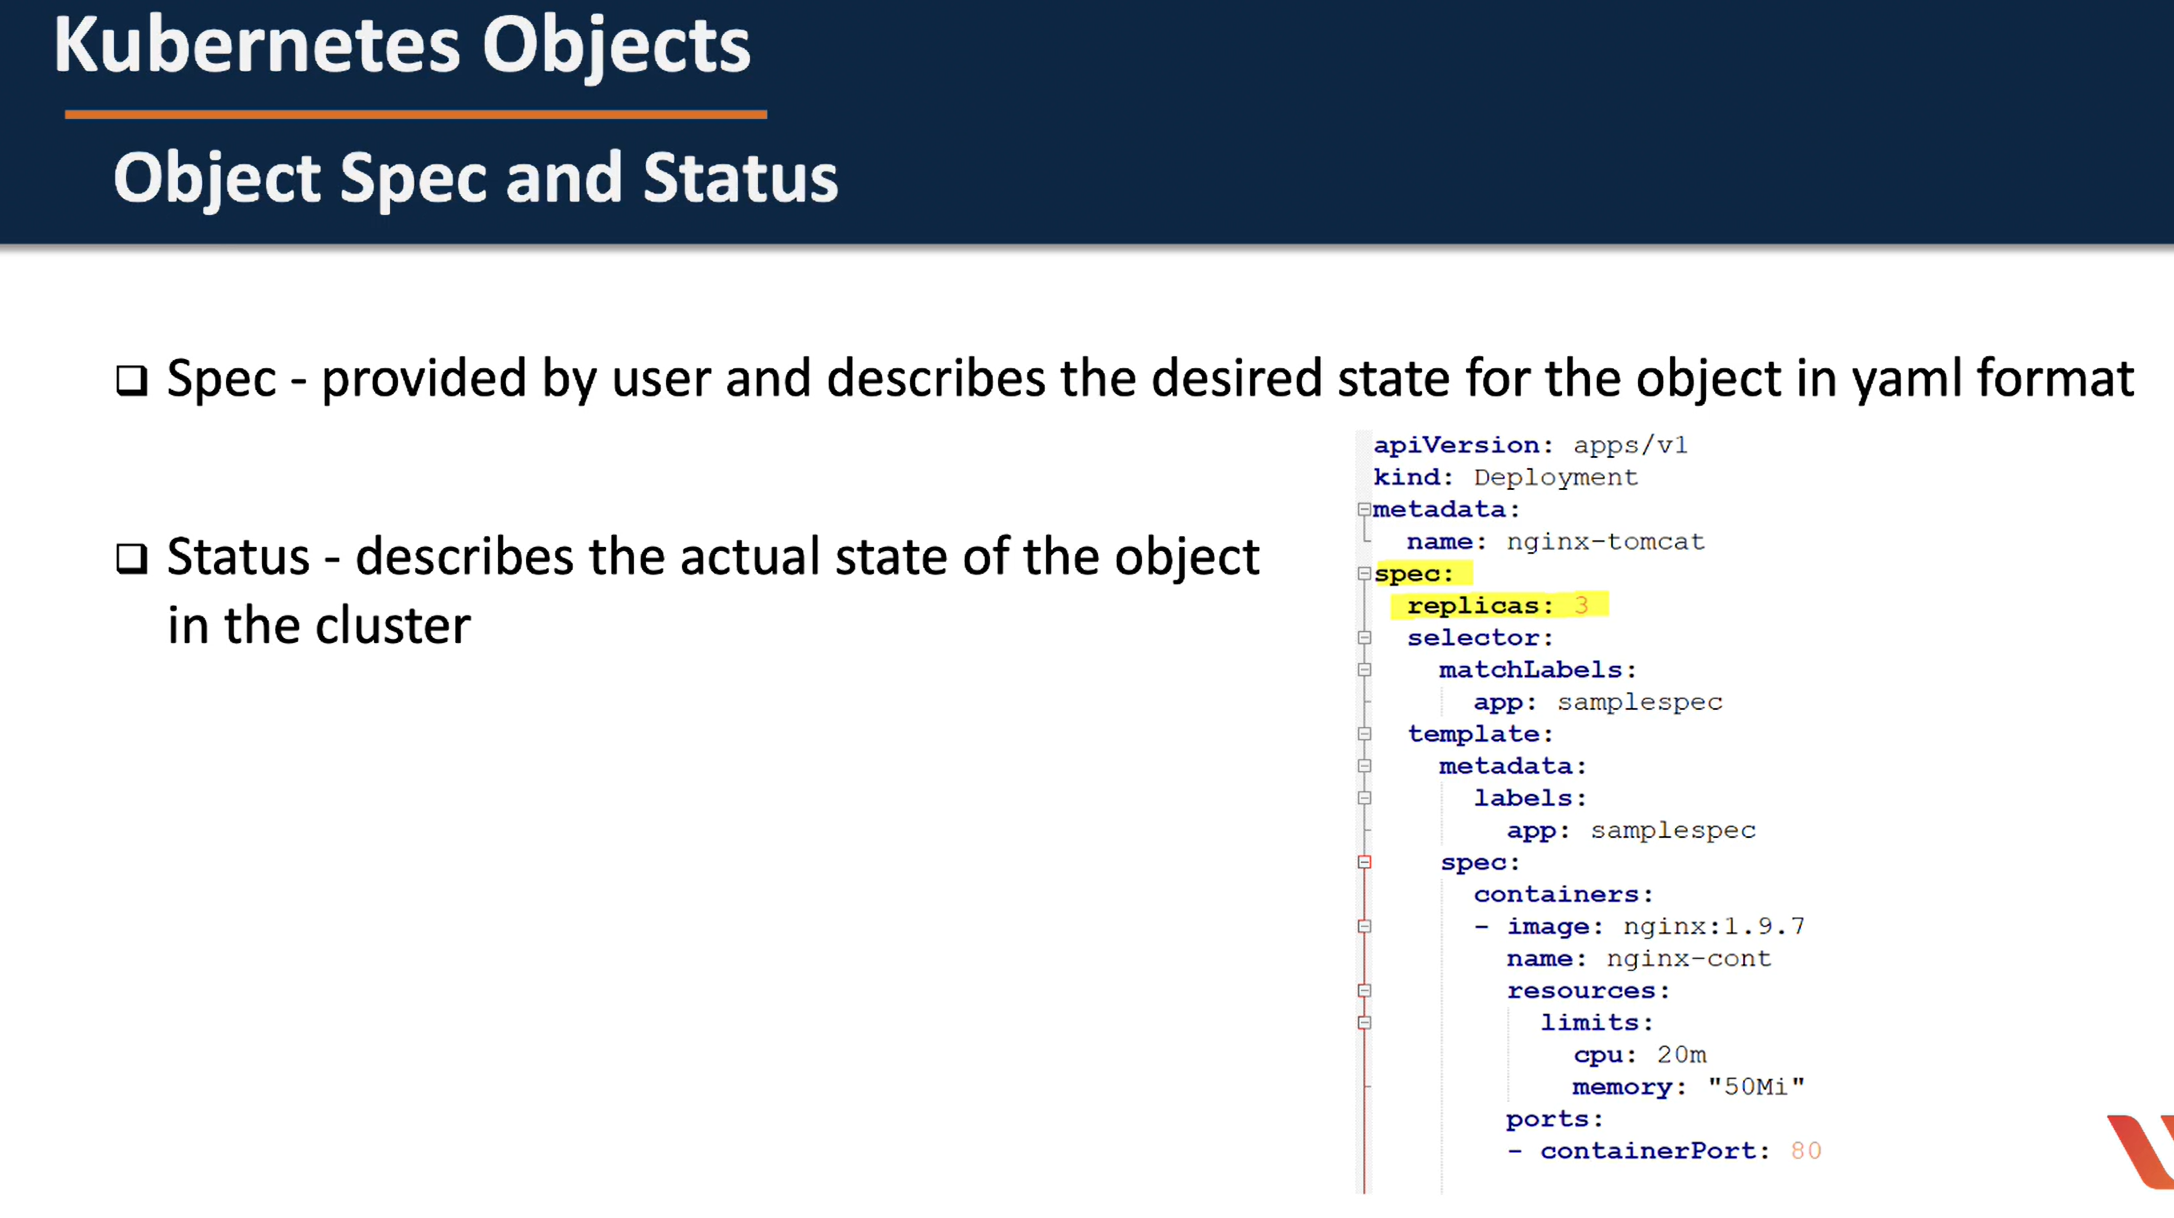 Kubernetes Objects
Object Spec and Status
Spec - provided by user and describes the desired state for the object in yaml format
Status - describes the actual state of the object
in the cluster
apiVersion: apps/v1
kind: Deployment
metadata:
  name: nginx-tomcat
spec:
  replicas: 3
  selector:
    matchLabels:
      app: samplespec
  template:
    metadata:
      labels:
        app: samplespec
    spec:
      containers:
      - image: nginx:1.9.7
        name: nginx-cont
        resources:
          limits:
            cpu: 20m
            memory: "50Mi"
        ports:
        - containerPort: 80